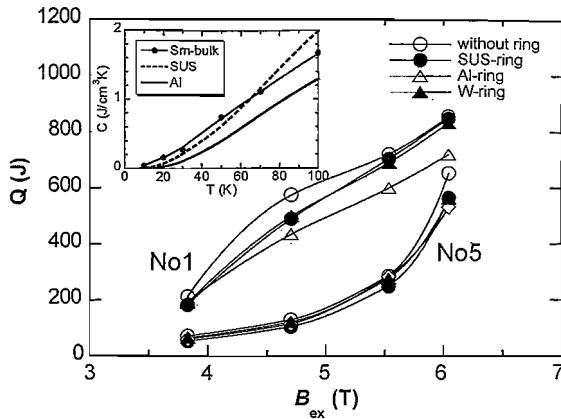 1200
1000
800
600
400
200
0
Q (J)
2
1
0
C (J/cm³K)
Sm-bulk
SUS
Al
0 20 40 60 80 100
T (K)
without ring
SUS-ring
Al-ring
W-ring
No1
No5
3 4 5 6 7
B_ex (T)